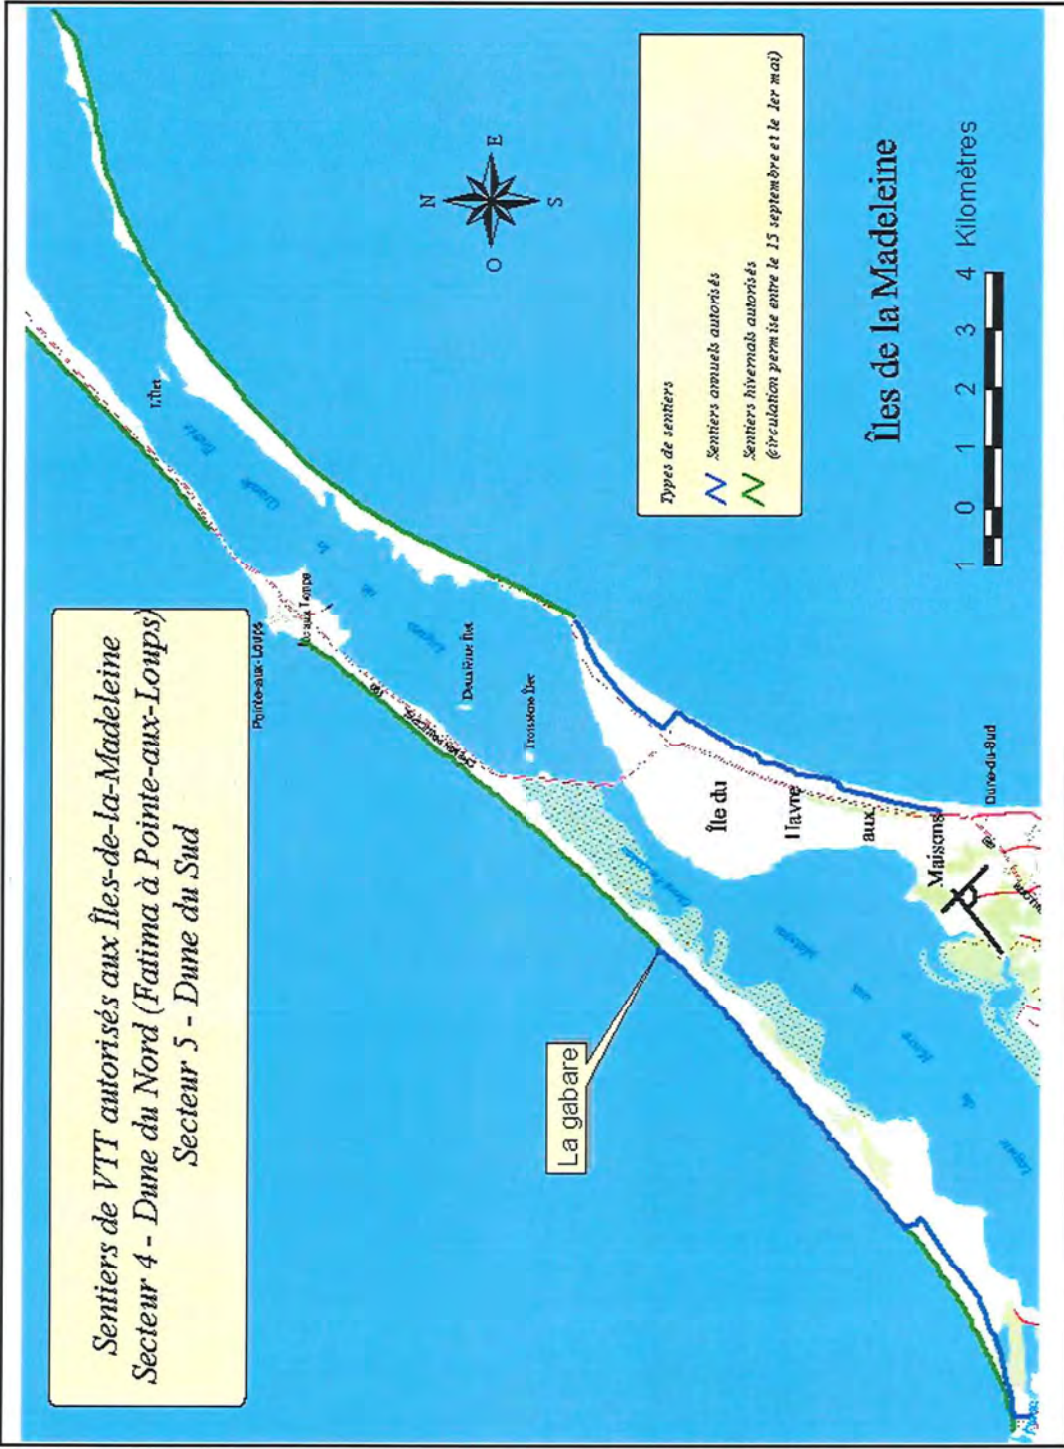 Sentiers de VTT autorisés aux Îles-de-la-Madeleine
Secteur 4 - Dune du Nord (Fatima à Pointe-aux-Loups)
Secteur 5 - Dune du Sud
Pointe-aux-Loups
L'Îlet
Deuxième Îlet
Troisième Îlet
La gabare
Île du
Havre
aux
Maisons
Dune-du-Sud
N
O
E
S
Types de sentiers
Sentiers annuels autorisés
Sentiers hivernals autorisés
(circulation permise entre le 15 septembre et le 1er mai)
Îles de la Madeleine
1 0 1 2 3 4 Kilomètres